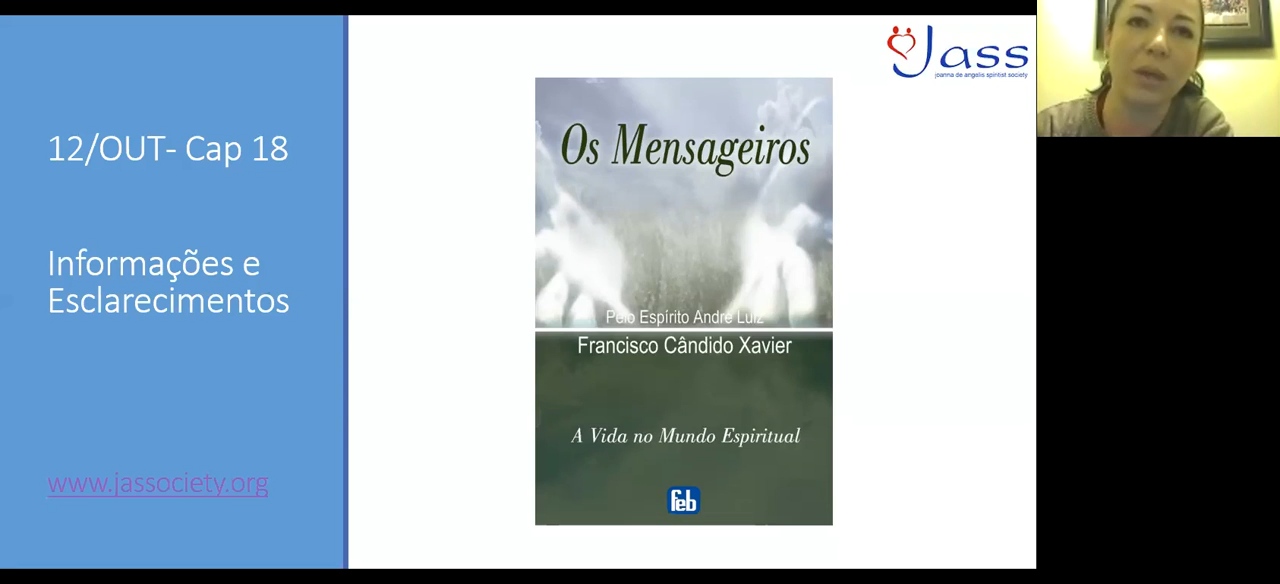 12/OUT- Cap 18
Informações e
Esclarecimentos
www.jassociety.org
Os Mensageiros
Pelo Espírito André Luiz
Francisco Cândido Xavier
A Vida no Mundo Espiritual
feb
Jass
joanna de angelis spiritist society